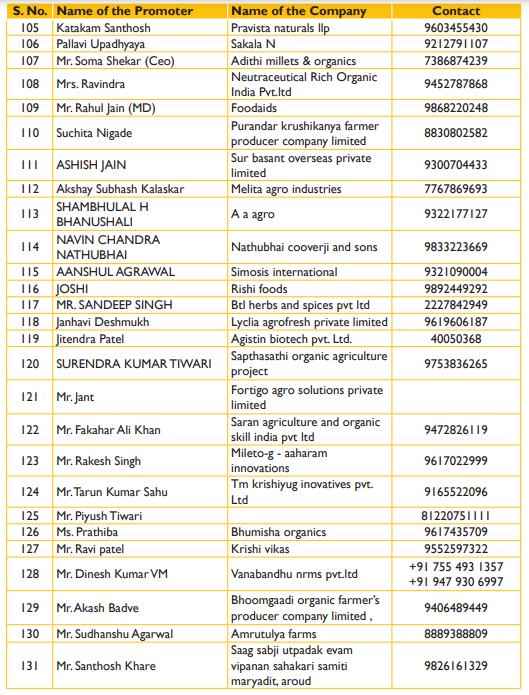 S. No. Name of the Promoter Name of the Company Contact
105 Katakam Santhosh Pravista naturals llp 9603455430
106 Pallavi Upadhyaya Sakala N 9212791107
107 Mr. Soma Shekar (Ceo) Adithi millets & organics 7386874239
108 Mrs. Ravindra Neutraceutical Rich Organic
India Pvt.ltd 9452787868
109 Mr. Rahul Jain (MD) Foodaids 9868220248
110 Suchita Nigade Purandar krushikanya farmer
producer company limited 8830802582
111 ASHISH JAIN Sur basant overseas private
limited 9300704433
112 Akshay Subhash Kalaskar Melita agro industries 7767869693
113 SHAMBHULAL H
BHANUSHALI A a agro 9322177127
114 NAVIN CHANDRA
NATHUBHAI Nathubhai cooverji and sons 9833223669
115 AANSHUL AGRAWAL Simosis international 9321090004
116 JOSHI Rishi foods 9892449292
117 MR. SANDEEP SINGH Btl herbs and spices pvt ltd 2227842949
118 Janhavi Deshmukh Lyclia agrofresh private limited 9619606187
119 Jitendra Patel Agistin biotech pvt. Ltd. 40050368
120 SURENDRA KUMAR TIWARI Sapthasathi organic agriculture
project 9753836265
121 Mr. Jant Fortigo agro solutions private
limited
122 Mr. Fakahar Ali Khan Saran agriculture and organic
skill india pvt ltd 9472826119
123 Mr. Rakesh Singh Mileto-g - aaharam
innovations 9617022999
124 Mr. Tarun Kumar Sahu Tm krishiyug inovatives pvt.
Ltd 9165522096
125 Mr. Piyush Tiwari 81220751111
126 Ms. Prathiba Bhumisha organics 9617435709
127 Mr. Ravi patel Krishi vikas 9552597322
128 Mr. Dinesh Kumar VM Vanabandhu nrms pvt.ltd +91 755 493 1357
+91 947 930 6997
129 Mr. Akash Badve Bhoomgaadi organic farmer's
producer company limited , 9406489449
130 Mr. Sudhanshu Agarwal Amrutulya farms 8889388809
131 Mr. Santhosh Khare Saag sabji utpadak evam
vipanan sahakari samiti
maryadit, aroud 9826161329